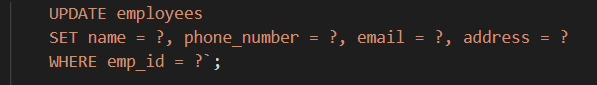 UPDATE employees
SET name = ?, phone_number = ?, email = ?, address = ?
WHERE emp_id = ?`;